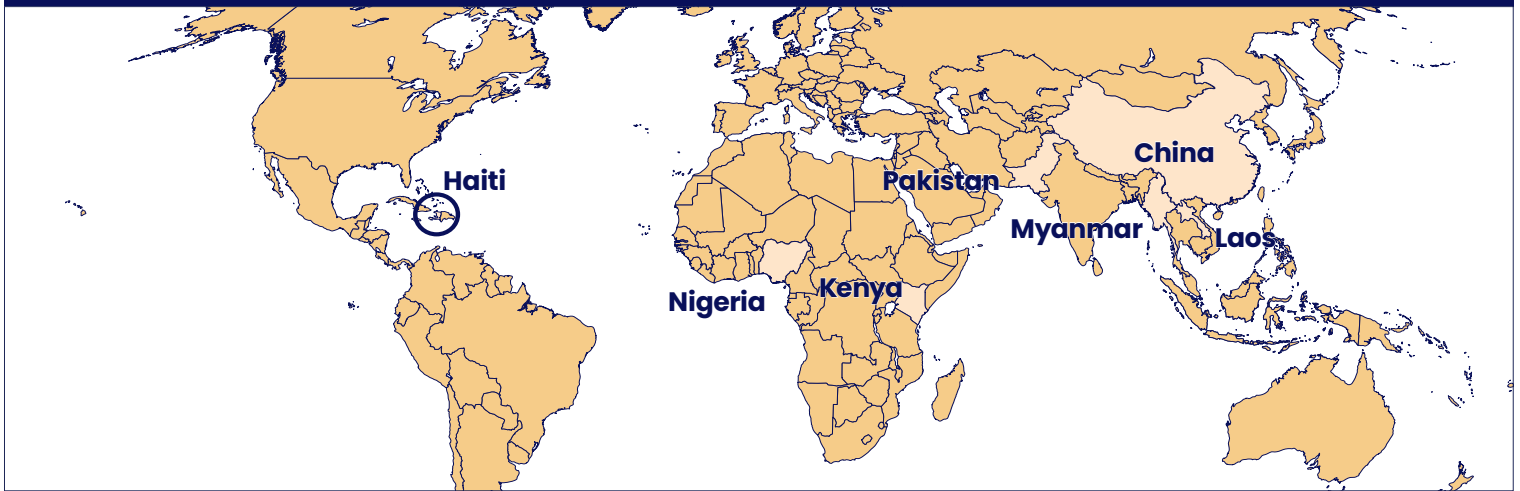 China
Haiti
Pakistan
Myanmar
Laos
Kenya
Nigeria